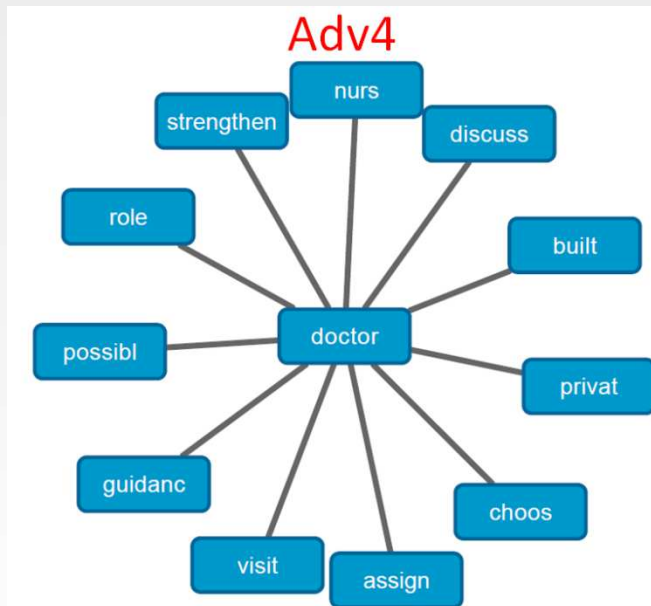 Adv4
nurs
strengthen
discuss
role
built
doctor
possibl
privat
guidanc
choos
visit
assign